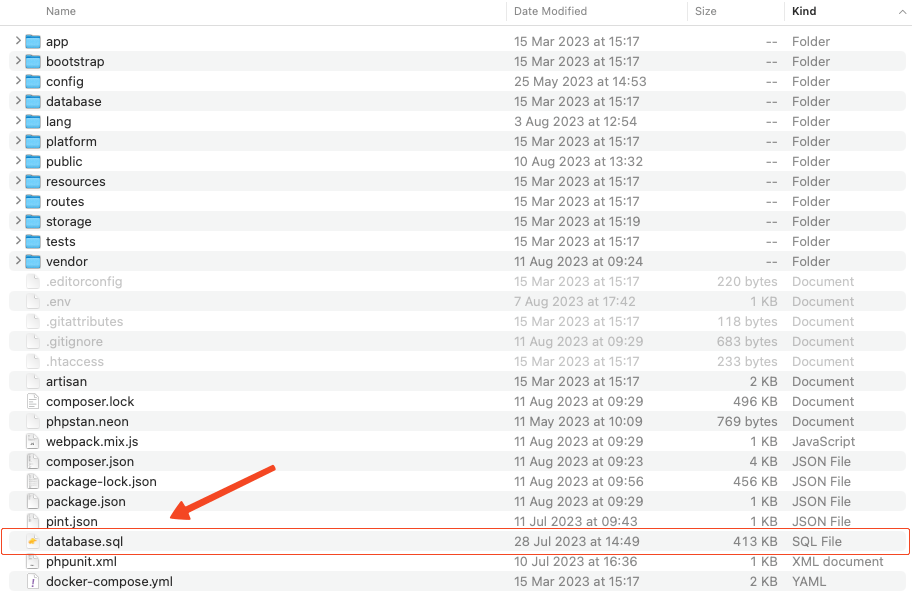 Name Date Modified Size Kind
app 15 Mar 2023 at 15:17 -- Folder
bootstrap 15 Mar 2023 at 15:17 -- Folder
config 25 May 2023 at 14:53 -- Folder
database 15 Mar 2023 at 15:17 -- Folder
lang 3 Aug 2023 at 12:54 -- Folder
platform 15 Mar 2023 at 15:17 -- Folder
public 10 Aug 2023 at 13:32 -- Folder
resources 15 Mar 2023 at 15:17 -- Folder
routes 15 Mar 2023 at 15:17 -- Folder
storage 15 Mar 2023 at 15:19 -- Folder
tests 15 Mar 2023 at 15:17 -- Folder
vendor 11 Aug 2023 at 09:24 -- Folder
.editorconfig 15 Mar 2023 at 15:17 220 bytes Document
.env 7 Aug 2023 at 17:42 1 KB Document
.gitattributes 15 Mar 2023 at 15:17 118 bytes Document
.gitignore 11 Aug 2023 at 09:29 683 bytes Document
.htaccess 15 Mar 2023 at 15:17 233 bytes Document
artisan 15 Mar 2023 at 15:17 2 KB Document
composer.lock 11 Aug 2023 at 09:29 496 KB Document
phpstan.neon 11 May 2023 at 10:09 769 bytes Document
webpack.mix.js 11 Aug 2023 at 09:29 1 KB JavaScript
composer.json 11 Aug 2023 at 09:23 4 KB JSON File
package-lock.json 11 Aug 2023 at 09:56 456 KB JSON File
package.json 11 Aug 2023 at 09:29 1 KB JSON File
pint.json 11 Jul 2023 at 09:43 1 KB JSON File
database.sql 28 Jul 2023 at 14:49 413 KB SQL File
phpunit.xml 10 Jul 2023 at 16:36 1 KB XML document
docker-compose.yml 15 Mar 2023 at 15:17 2 KB YAML